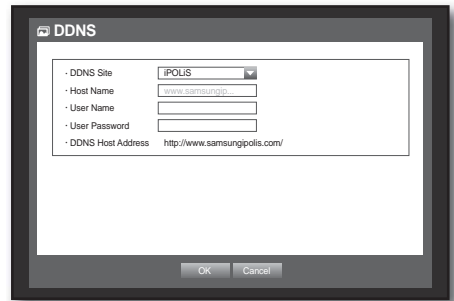 DDNS
· DDNS Site iPOLiS
· Host Name www.samsungip...
· User Name
· User Password
· DDNS Host Address http://www.samsungipolis.com/
OK Cancel